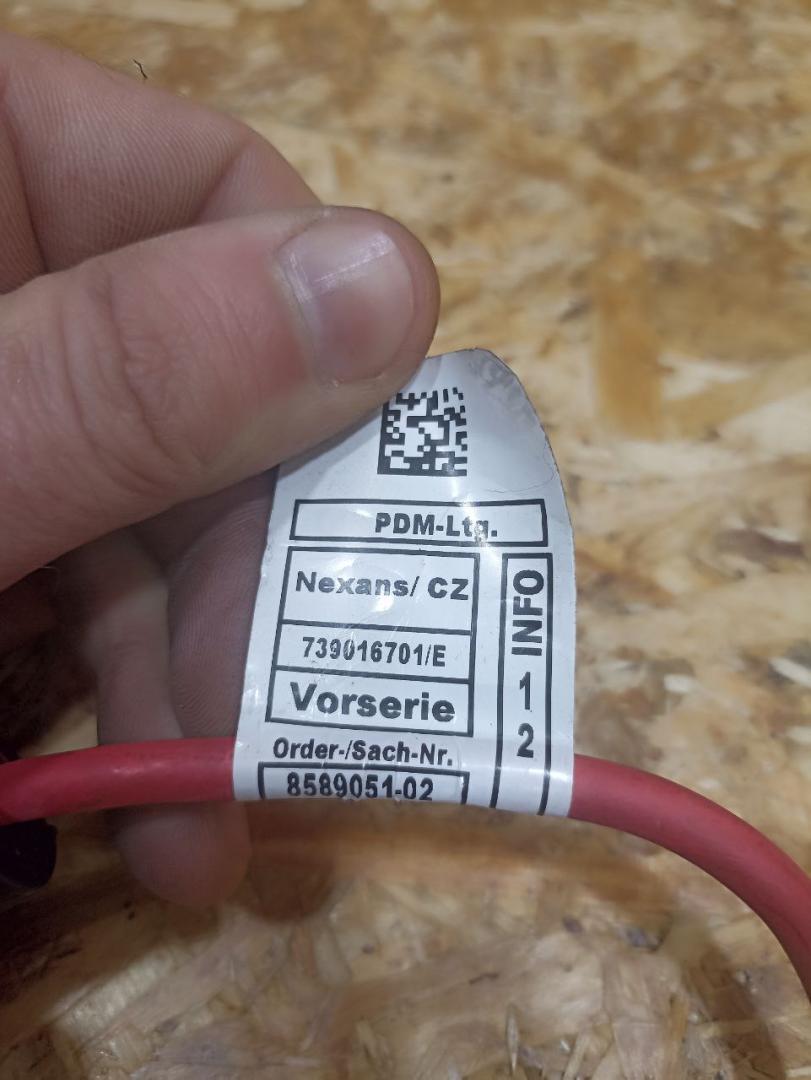 PDM-Ltg.
Nexans/ CZ
739016701/E
Vorserie
Order-/Sach-Nr.
8589051-02
INFO
1
2